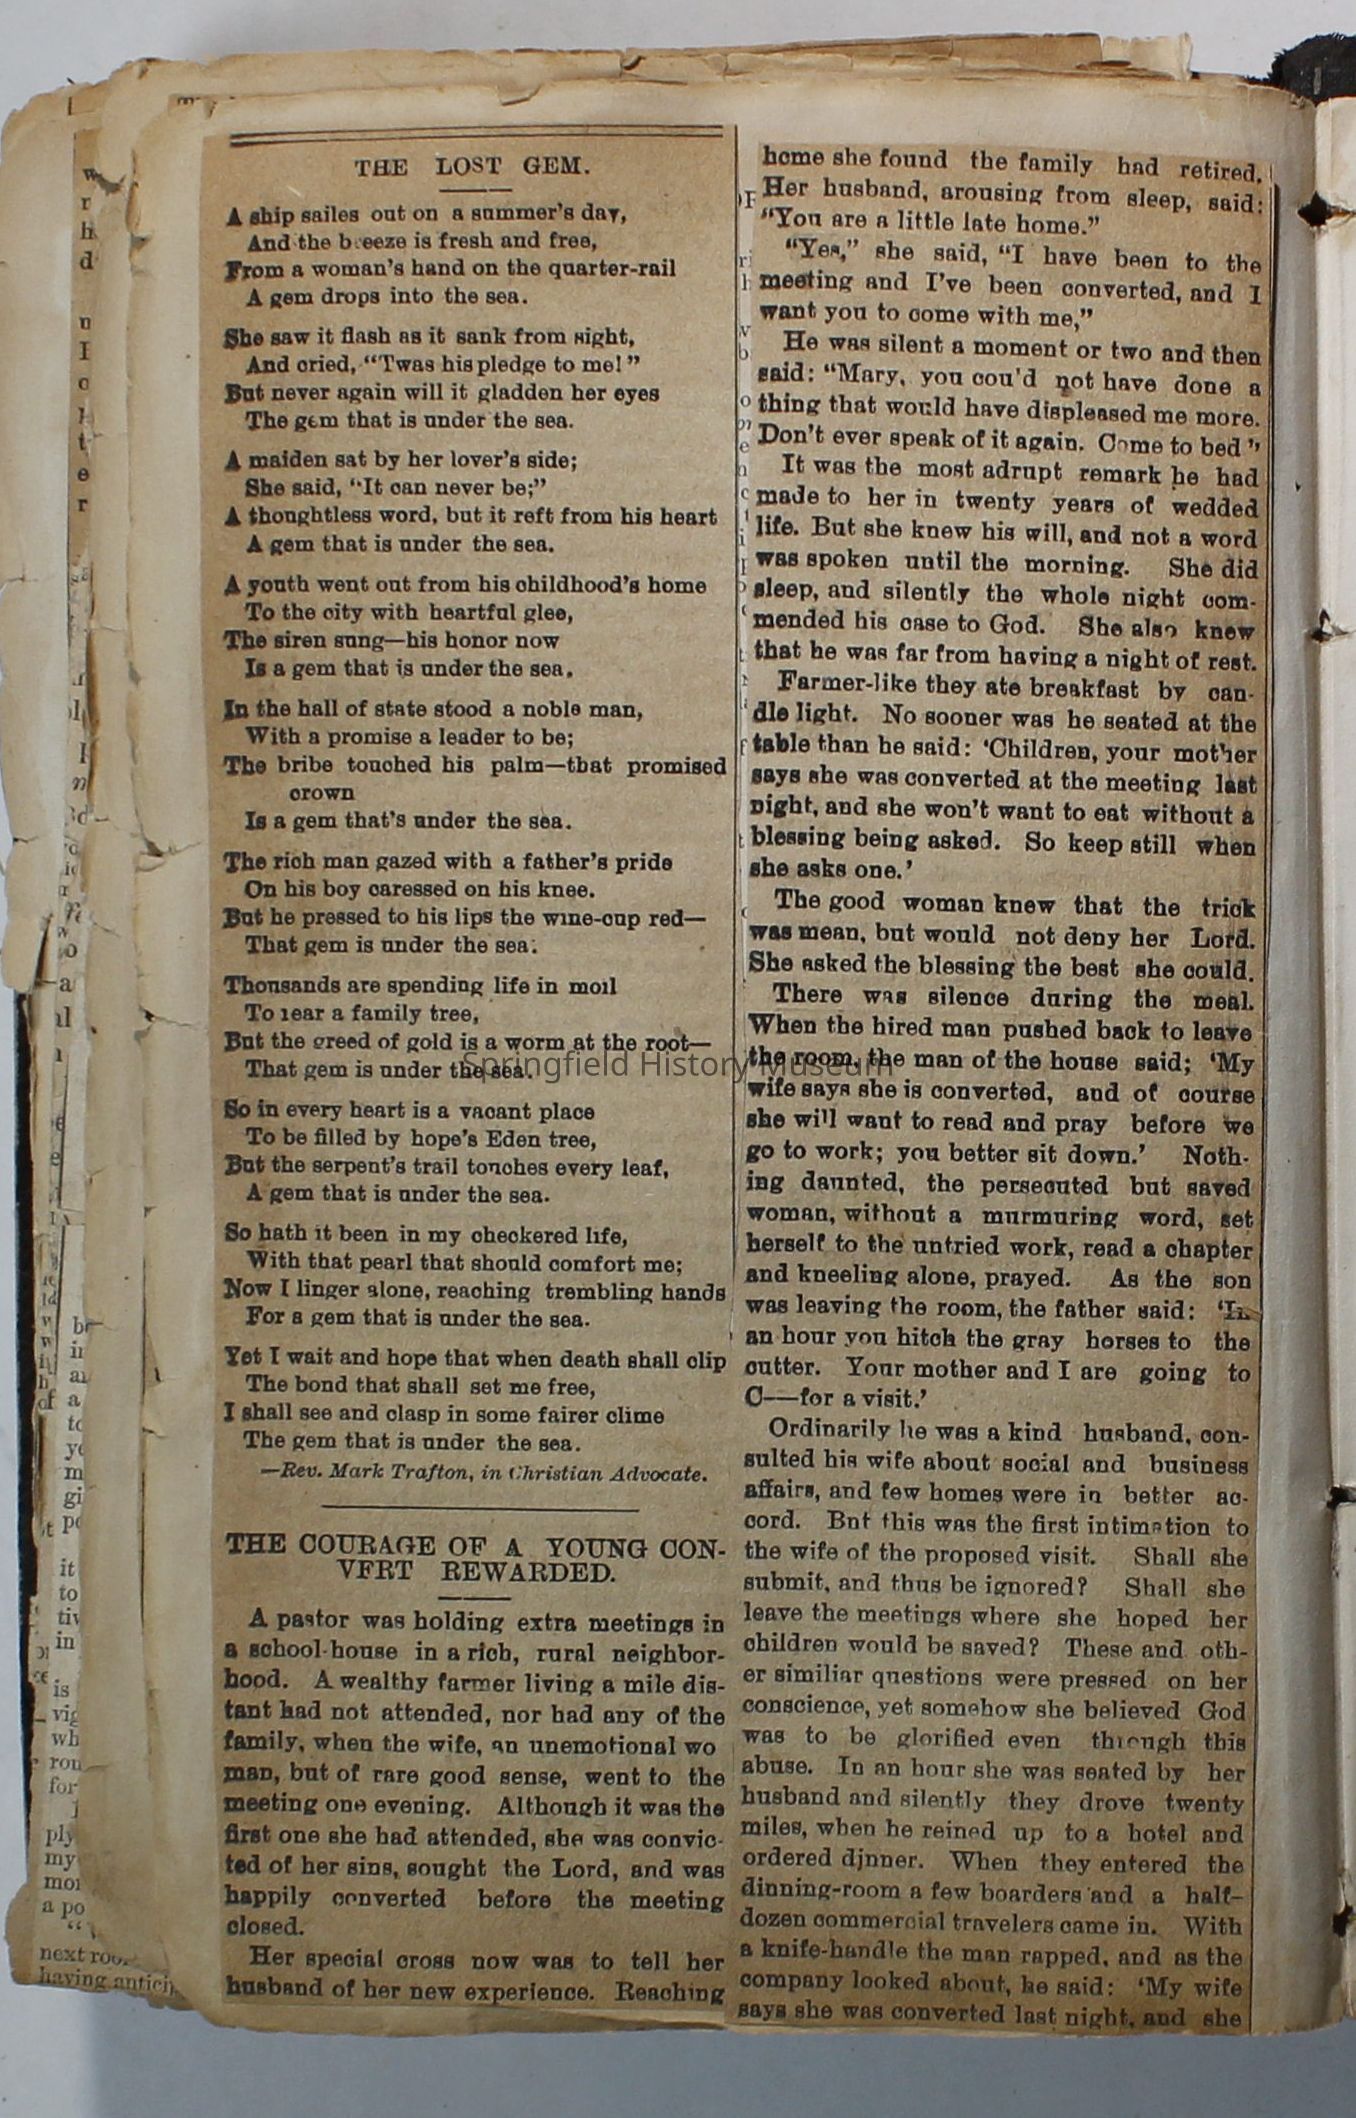 THE LOST GEM.
A ship sailes out on a summer's day,
And the breeze is fresh and free,
From a woman's hand on the quarter-rail
A gem drops into the sea.
She saw it flash as it sank from sight,
And cried, "Twas his pledge to me!"
But never again will it gladden her eyes
The gem that is under the sea.
A maiden sat by her lover's side;
She said, "It can never be;"
A thoughtless word, but it reft from his heart
A gem that is under the sea.
A youth went out from his childhood's home
To the city with heartful glee,
The siren sung—his honor now
Is a gem that is under the sea.
In the hall of state stood a noble man,
With a promise a leader to be;
The bribe touched his palm—that promised
crown
Is a gem that's under the sea.
The rich man gazed with a father's pride
On his boy caressed on his knee.
But he pressed to his lips the wine-cup red—
That gem is under the sea.
Thousands are spending life in moil
To rear a family tree,
But the greed of gold is a worm at the root—
That gem is under the sea.
So in every heart is a vacant place
To be filled by hope's Eden tree,
But the serpent's trail touches every leaf,
A gem that is under the sea.
So hath it been in my checkered life,
With that pearl that should comfort me;
Now I linger alone, reaching trembling hands
For a gem that is under the sea.
Yet I wait and hope that when death shall clip
The bond that shall set me free,
I shall see and clasp in some fairer clime
The gem that is under the sea.
—Rev. Mark Trafton, in Christian Advocate.
THE COURAGE OF A YOUNG CON-
VERT REWARDED.
A pastor was holding extra meetings in
a school-house in a rich, rural neighbor-
hood. A wealthy farmer living a mile dis-
tant had not attended, nor had any of the
family, when the wife, an unemotional wo
man, but of rare good sense, went to the
meeting one evening. Although it was the
first one she had attended, she was convic-
ted of her sins, sought the Lord, and was
happily converted before the meeting
closed.
Her special cross now was to tell her
husband of her new experience. Reaching
home she found the family had retired.
Her husband, arousing from sleep, said:
"You are a little late home."
"Yes," she said, "I have been to the
meeting and I've been converted, and I
want you to come with me,"
He was silent a moment or two and then
said: "Mary, you cou'd not have done a
thing that would have displeased me more.
Don't ever speak of it again. Come to bed"
It was the most adrupt remark he had
made to her in twenty years of wedded
life. But she knew his will, and not a word
was spoken until the morning. She did
sleep, and silently the whole night com-
mended his case to God. She also knew
that he was far from having a night of rest.
Farmer-like they ate breakfast by can-
dle light. No sooner was he seated at the
table than he said: 'Children, your mother
says she was converted at the meeting last
night, and she won't want to eat without a
blessing being asked. So keep still when
she asks one.'
The good woman knew that the trick
was mean, but would not deny her Lord.
She asked the blessing the best she could.
There was silence during the meal.
When the hired man pushed back to leave
the room, the man of the house said; 'My
wife says she is converted, and of course
she will want to read and pray before we
go to work; you better sit down.' Noth-
ing daunted, the persecuted but saved
woman, without a murmuring word, set
herself to the untried work, read a chapter
and kneeling alone, prayed. As the son
was leaving the room, the father said: 'In
an hour you hitch the gray horses to the
cutter. Your mother and I are going to
C—for a visit.'
Ordinarily he was a kind husband, con-
sulted his wife about social and business
affairs, and few homes were in better ac-
cord. But this was the first intimation to
the wife of the proposed visit. Shall she
submit, and thus be ignored? Shall she
leave the meetings where she hoped her
children would be saved? These and oth-
er similiar questions were pressed on her
conscience, yet somehow she believed God
was to be glorified even through this
abuse. In an hour she was seated by her
husband and silently they drove twenty
miles, when he reined up to a hotel and
ordered djnner. When they entered the
dinning-room a few boarders and a half-
dozen commercial travelers came in. With
a knife-handle the man rapped, and as the
company looked about, he said: 'My wife
says she was converted last night, and she
Springfield History Museum
next
having